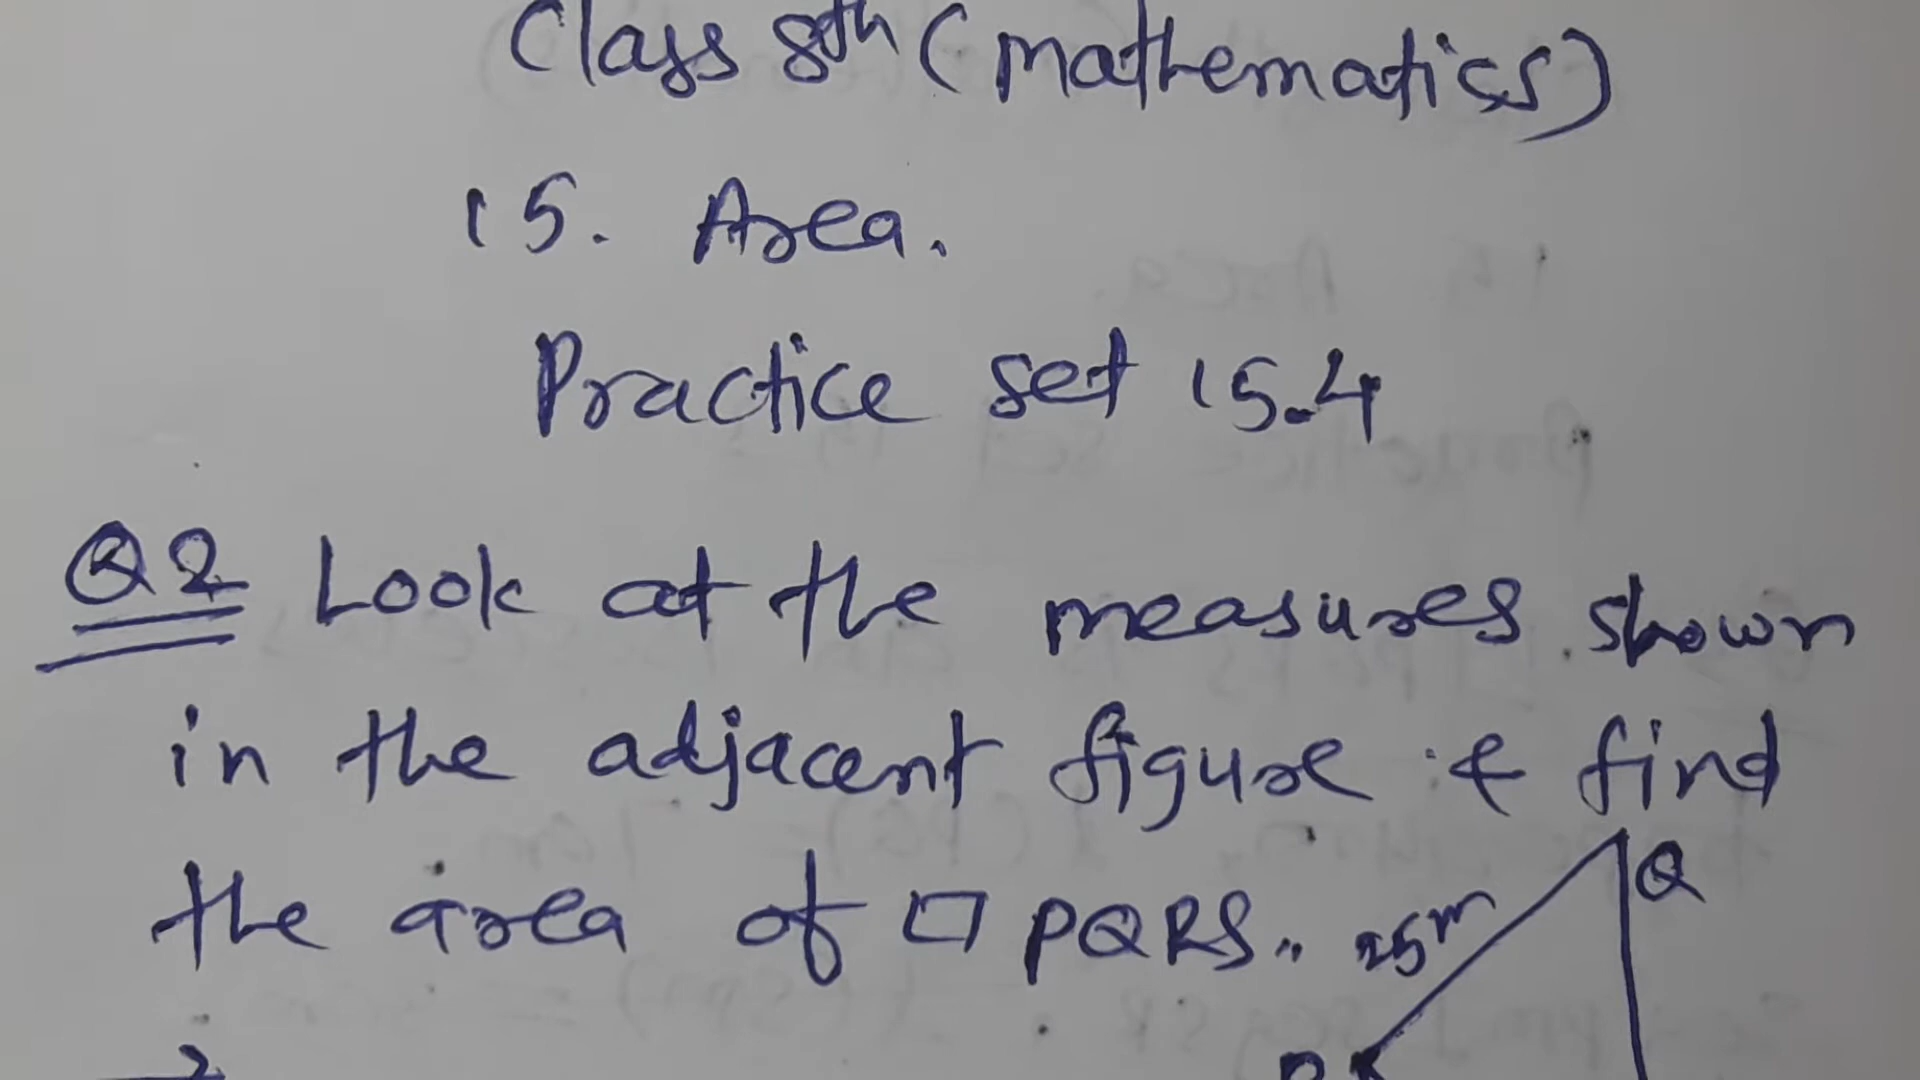 Class 8th (mathematics)
15. Area.
Practice set 15.4
Q2 Look at the measures shown
in the adjacent figure & find
the area of □ PQRS.
Q